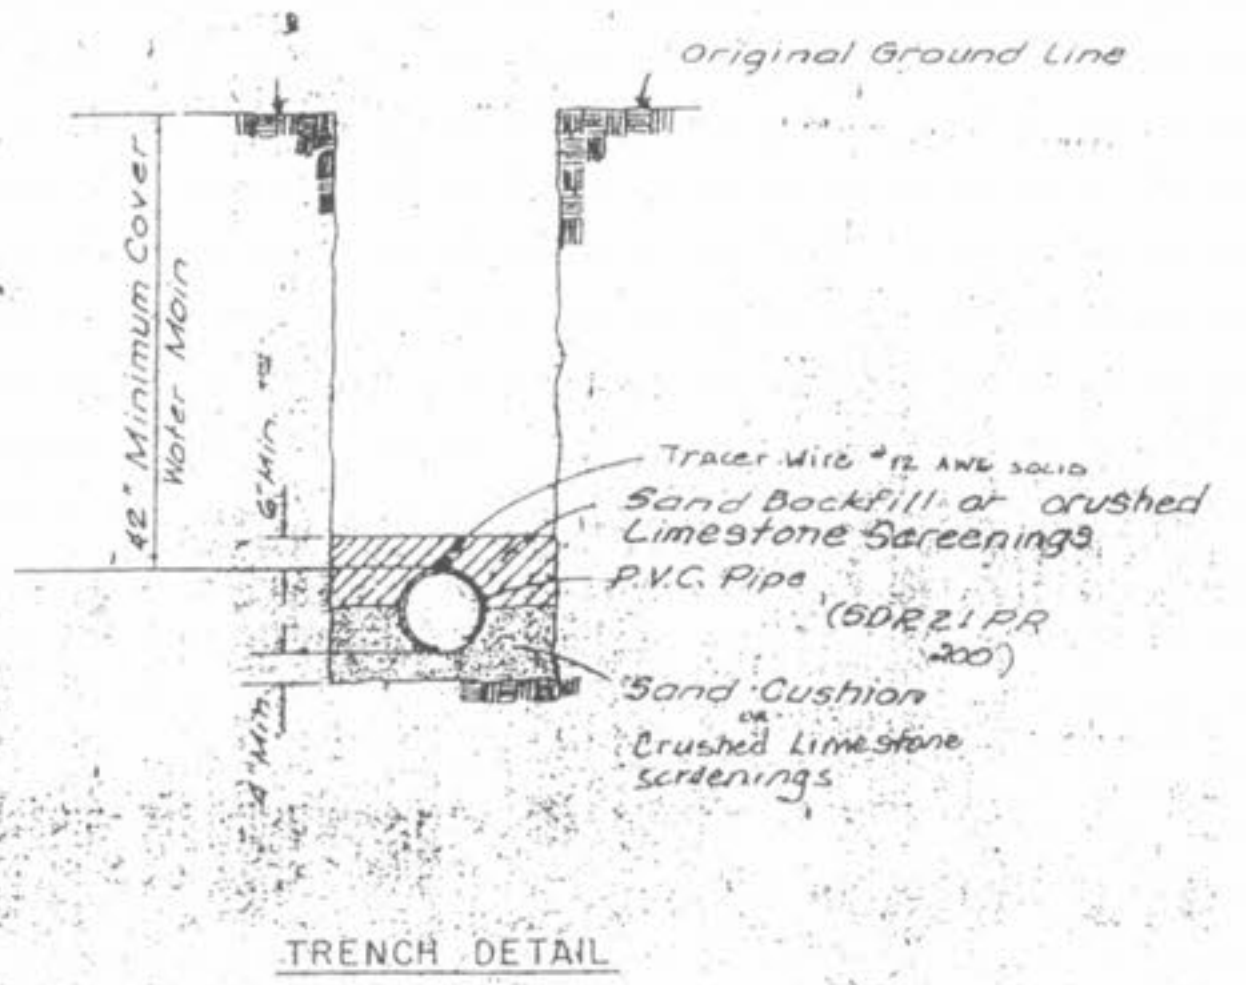 Original Ground Line
42" Minimum Cover
Water Main
6" Min.
Tracer Wire #12 AWG SOLID
Sand Backfill or crushed
Limestone Screenings
P.V.C. Pipe
(SDR21 PR
200)
Sand Cushion
OR
Crushed Limestone
screenings
4" Min.
TRENCH DETAIL